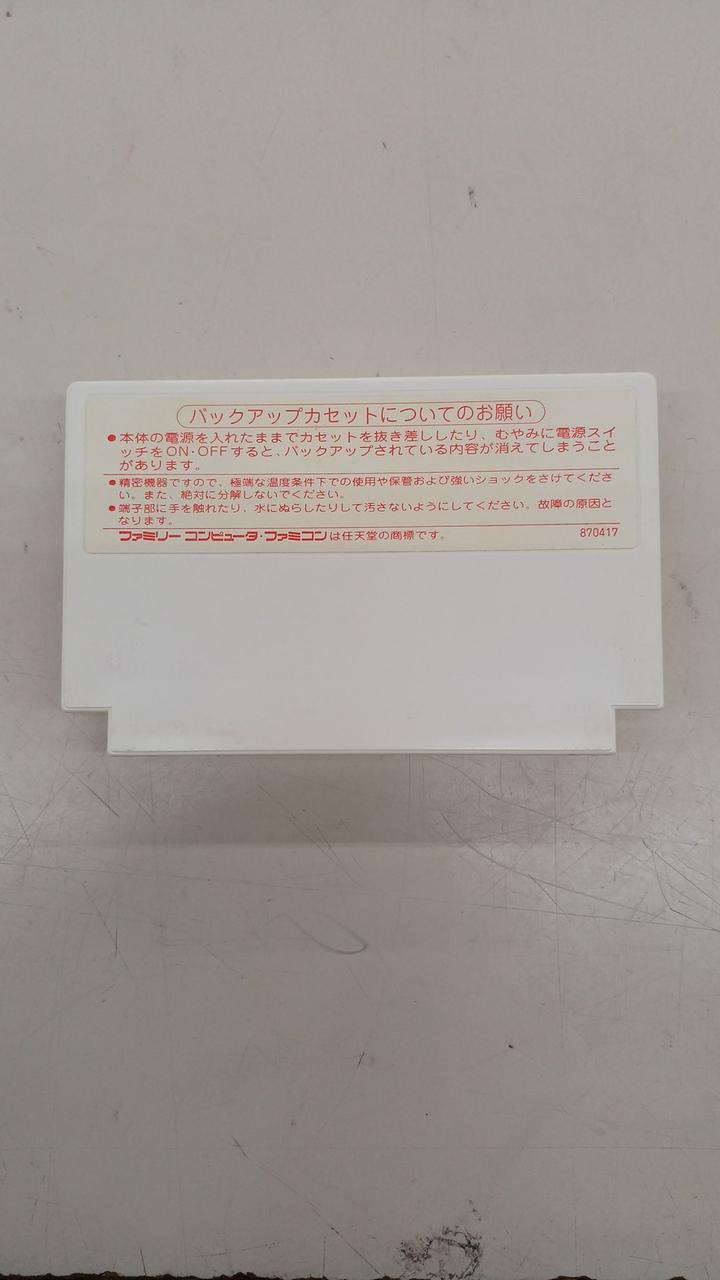 バックアップカセットについてのお願い
●本体の電源を入れたままでカセットを抜き差ししたり、むやみに電源スイ
ッチをON·OFFすると、バックアップされている内容が消えてしまうこと
があります。
●精密機器ですので、極端な温度条件下での使用や保管および強いショックをさけてくださ
い。また、絶対に分解しないでください。
●端子部に手を触れたり、水にぬらしたりして汚さないようにしてください。故障の原因と
なります。
ファミリー コンピュータ·ファミコンは任天堂の商標です。 870417